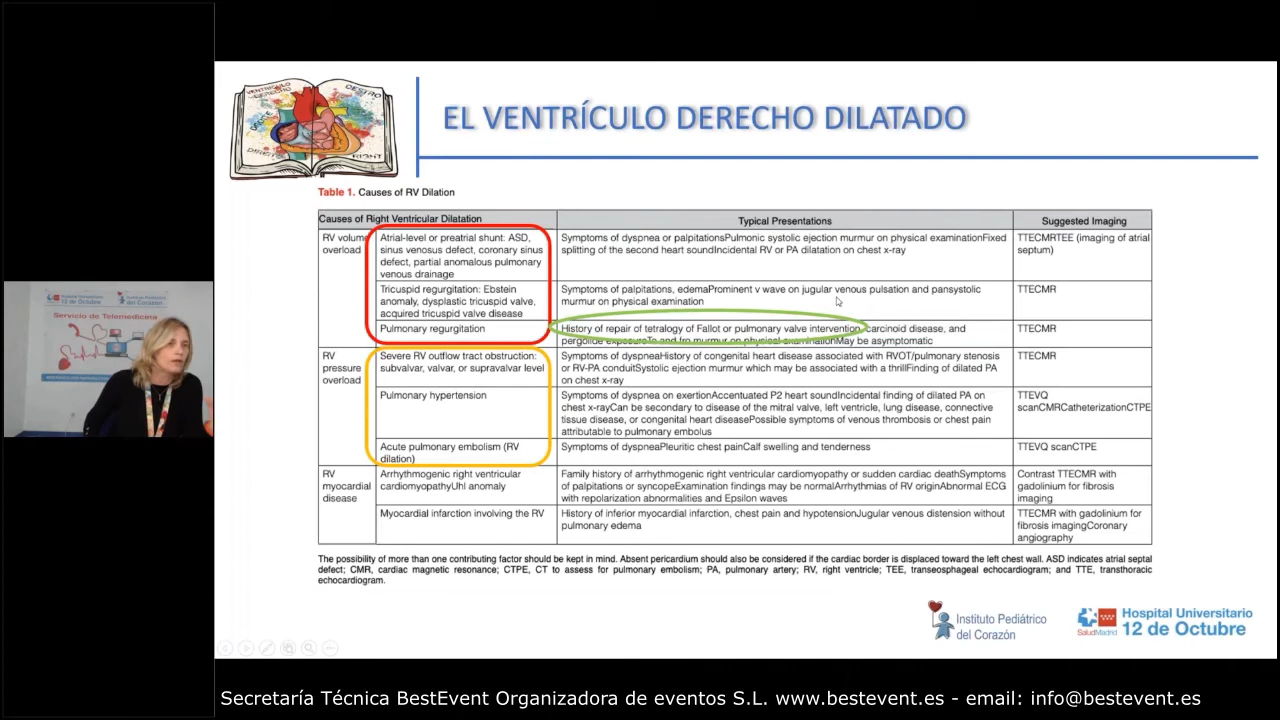 EL VENTRÍCULO DERECHO DILATADO
VENTRICULO
DESTRO
DROIT
DIREITO
RIGHT
Table 1. Causes of RV Dilation
Causes of Right Ventricular Dilatation
Typical Presentations
Suggested Imaging
RV volume
overload
Atrial-level or preatrial shunt: ASD,
sinus venosus defect, coronary sinus
defect, partial anomalous pulmonary
venous drainage
Symptoms of dyspnea or palpitationsPulmonic systolic ejection murmur on physical examinationFixed
splitting of the second heart soundIncidental RV or PA dilatation on chest x-ray
TTECMRTEE (imaging of atrial
septum)
Tricuspid regurgitation: Ebstein
anomaly, dysplastic tricuspid valve,
acquired tricuspid valve disease
Symptoms of palpitations, edemaProminent v wave on jugular venous pulsation and pansystolic
murmur on physical examination
TTECMR
Pulmonary regurgitation
History of repair of tetralogy of Fallot or pulmonary valve intervention, carcinoid disease, and
pergolide exposureTo and fro murmur on physical examinationMay be asymptomatic
TTECMR
RV
pressure
overload
Severe RV outflow tract obstruction:
subvalvar, valvar, or supravalvar level
Symptoms of dyspneaHistory of congenital heart disease associated with RVOT/pulmonary stenosis
or RV-PA conduitSystolic ejection murmur which may be associated with a thrillFinding of dilated PA
on chest x-ray
TTECMR
Pulmonary hypertension
Symptoms of dyspnea on exertionAccentuated P2 heart soundIncidental finding of dilated PA on
chest x-rayCan be secondary to disease of the mitral valve, left ventricle, lung disease, connective
tissue disease, or congenital heart diseasePossible symptoms of venous thrombosis or chest pain
attributable to pulmonary embolus
TTEVQ
scanCMRCatheterizationCTPE
Acute pulmonary embolism (RV
dilation)
Symptoms of dyspneaPleuritic chest painCalf swelling and tenderness
TTEVQ scanCTPE
RV
myocardial
disease
Arrhythmogenic right ventricular
cardiomyopathyUhl anomaly
Family history of arrhythmogenic right ventricular cardiomyopathy or sudden cardiac deathSymptoms
of palpitations or syncopeExamination findings may be normalArrhythmias of RV originAbnormal ECG
with repolarization abnormalities and Epsilon waves
Contrast TTECMR with
gadolinium for fibrosis
imaging
Myocardial infarction involving the RV
History of inferior myocardial infarction, chest pain and hypotensionJugular venous distension without
pulmonary edema
TTECMR with gadolinium for
fibrosis imagingCoronary
angiography
The possibility of more than one contributing factor should be kept in mind. Absent pericardium should also be considered if the cardiac border is displaced toward the left chest wall. ASD indicates atrial septal
defect; CMR, cardiac magnetic resonance; CTPE, CT to assess for pulmonary embolism; PA, pulmonary artery; RV, right ventricle; TEE, transeosphageal echocardiogram; and TTE, transthoracic
echocardiogram.
Servicio de Telemedicina
Instituto Pediátrico
del Corazón
SaludMadrid
Hospital Universitario
12 de Octubre
Secretaría Técnica BestEvent Organizadora de eventos S.L. www.bestevent.es - email: info@bestevent.es